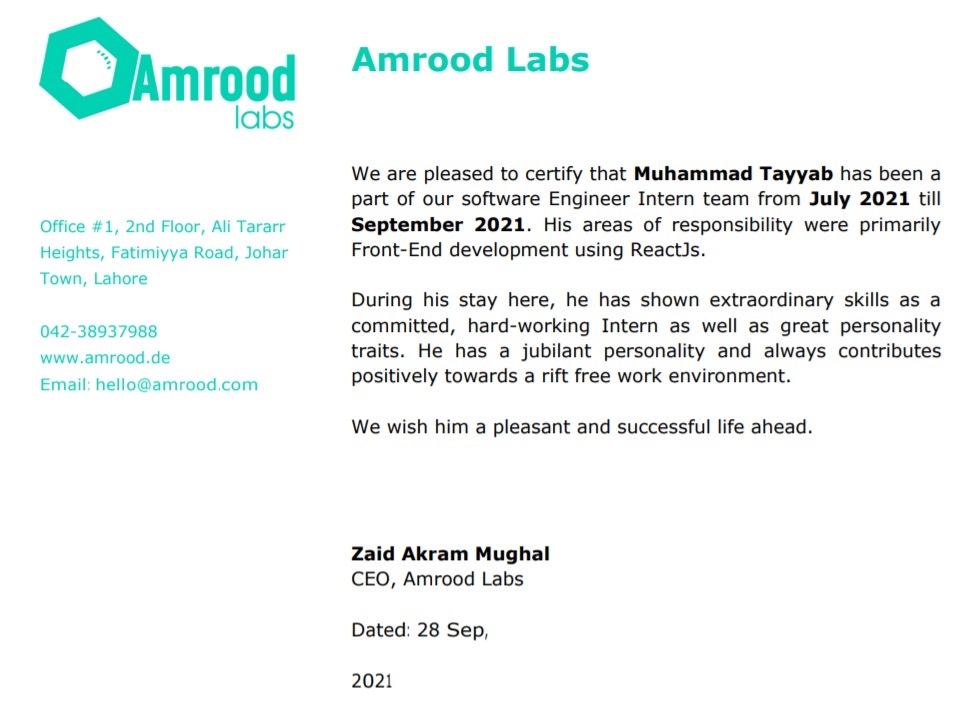 Amrood
labs
Amrood Labs
Office #1, 2nd Floor, Ali Tararr
Heights, Fatimiyya Road, Johar
Town, Lahore
042-38937988
www.amrood.de
Email: hello@amrood.com
We are pleased to certify that Muhammad Tayyab has been a
part of our software Engineer Intern team from July 2021 till
September 2021. His areas of responsibility were primarily
Front-End development using ReactJs.
During his stay here, he has shown extraordinary skills as a
committed, hard-working Intern as well as great personality
traits. He has a jubilant personality and always contributes
positively towards a rift free work environment.
We wish him a pleasant and successful life ahead.
Zaid Akram Mughal
CEO, Amrood Labs
Dated: 28 Sep,
2021